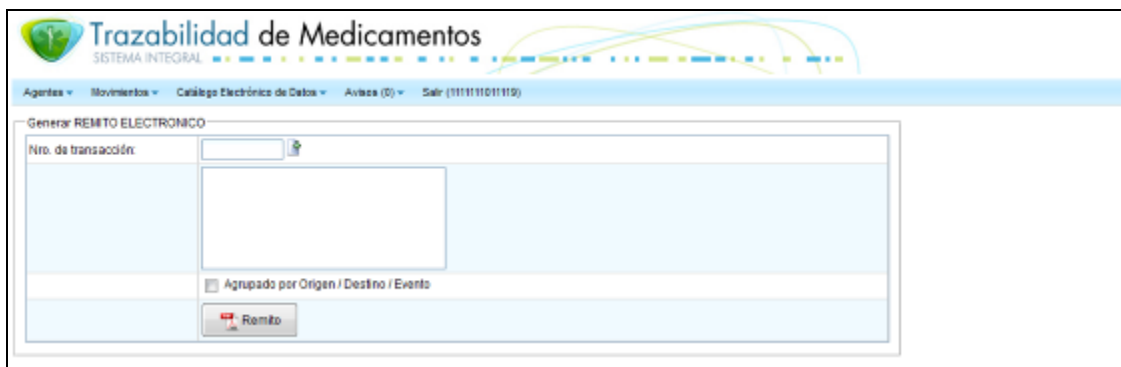 Trazabilidad de Medicamentos
SISTEMA INTEGRAL
Agentes Movimientos Catálogo Electrónico de Datos Avisos (0) Salir (1111111011119)
Generar REMITO ELECTRONICO
Nro. de transacción:
Agrupado por Origen / Destino / Evento
Remito